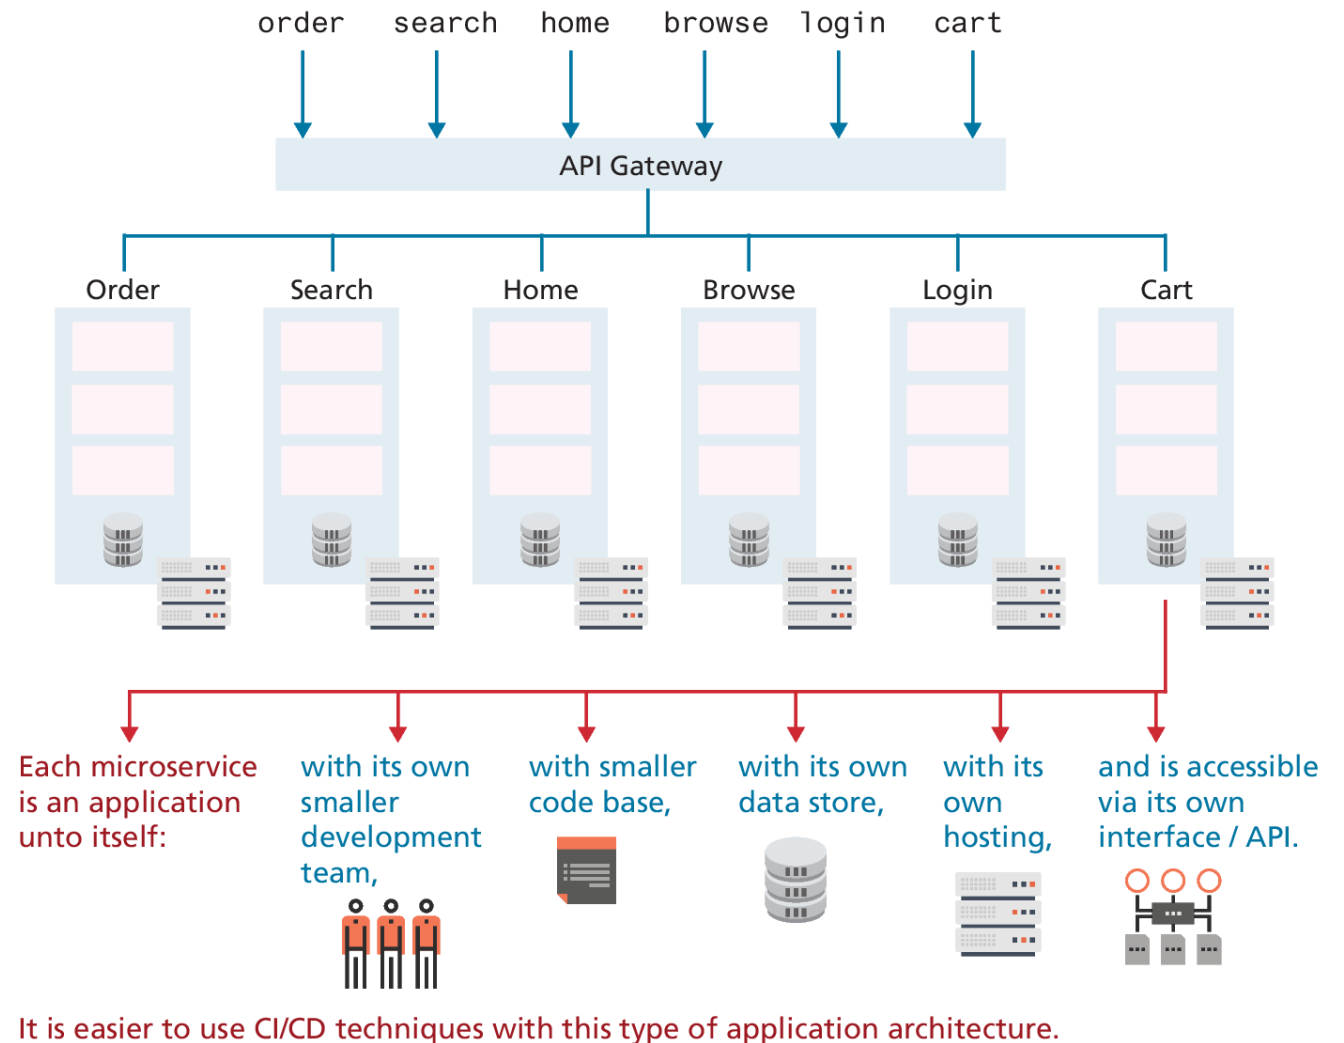 order search home browse login cart
API Gateway
Order Search Home Browse Login Cart
Each microservice
is an application
unto itself:
with its own
smaller
development
team,
with smaller
code base,
with its own
data store,
with its
own
hosting,
and is accessible
via its own
interface / API.
It is easier to use CI/CD techniques with this type of application architecture.